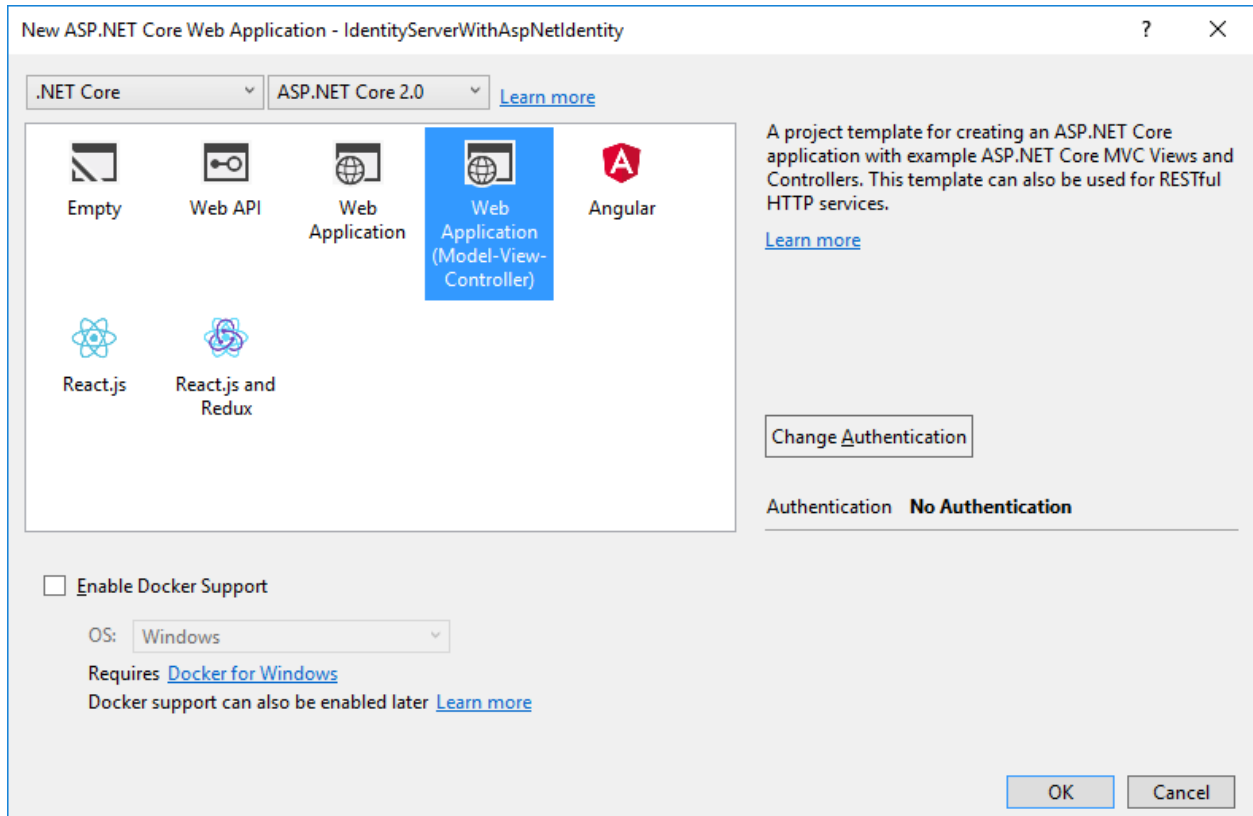 New ASP.NET Core Web Application - IdentityServerWithAspNetIdentity
?
.NET Core
ASP.NET Core 2.0
Learn more
Empty
Web API
Web
Application
Web
Application
(Model-View-
Controller)
Angular
React.js
React.js and
Redux
A project template for creating an ASP.NET Core
application with example ASP.NET Core MVC Views and
Controllers. This template can also be used for RESTful
HTTP services.
Learn more
Change Authentication
Authentication No Authentication
Enable Docker Support
OS: Windows
Requires Docker for Windows
Docker support can also be enabled later Learn more
OK
Cancel